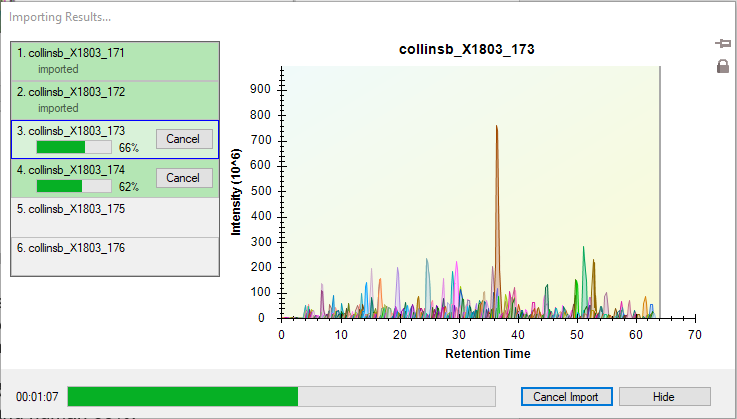 Importing Results...
1. collinsb_X1803_171
imported
2. collinsb_X1803_172
imported
3. collinsb_X1803_173
66%
Cancel
4. collinsb_X1803_174
62%
Cancel
5. collinsb_X1803_175
6. collinsb_X1803_176
collinsb_X1803_173
Intensity (10^6)
900
800
700
600
500
400
300
200
100
0
0 10 20 30 40 50 60 70
Retention Time
00:01:07
Cancel Import
Hide